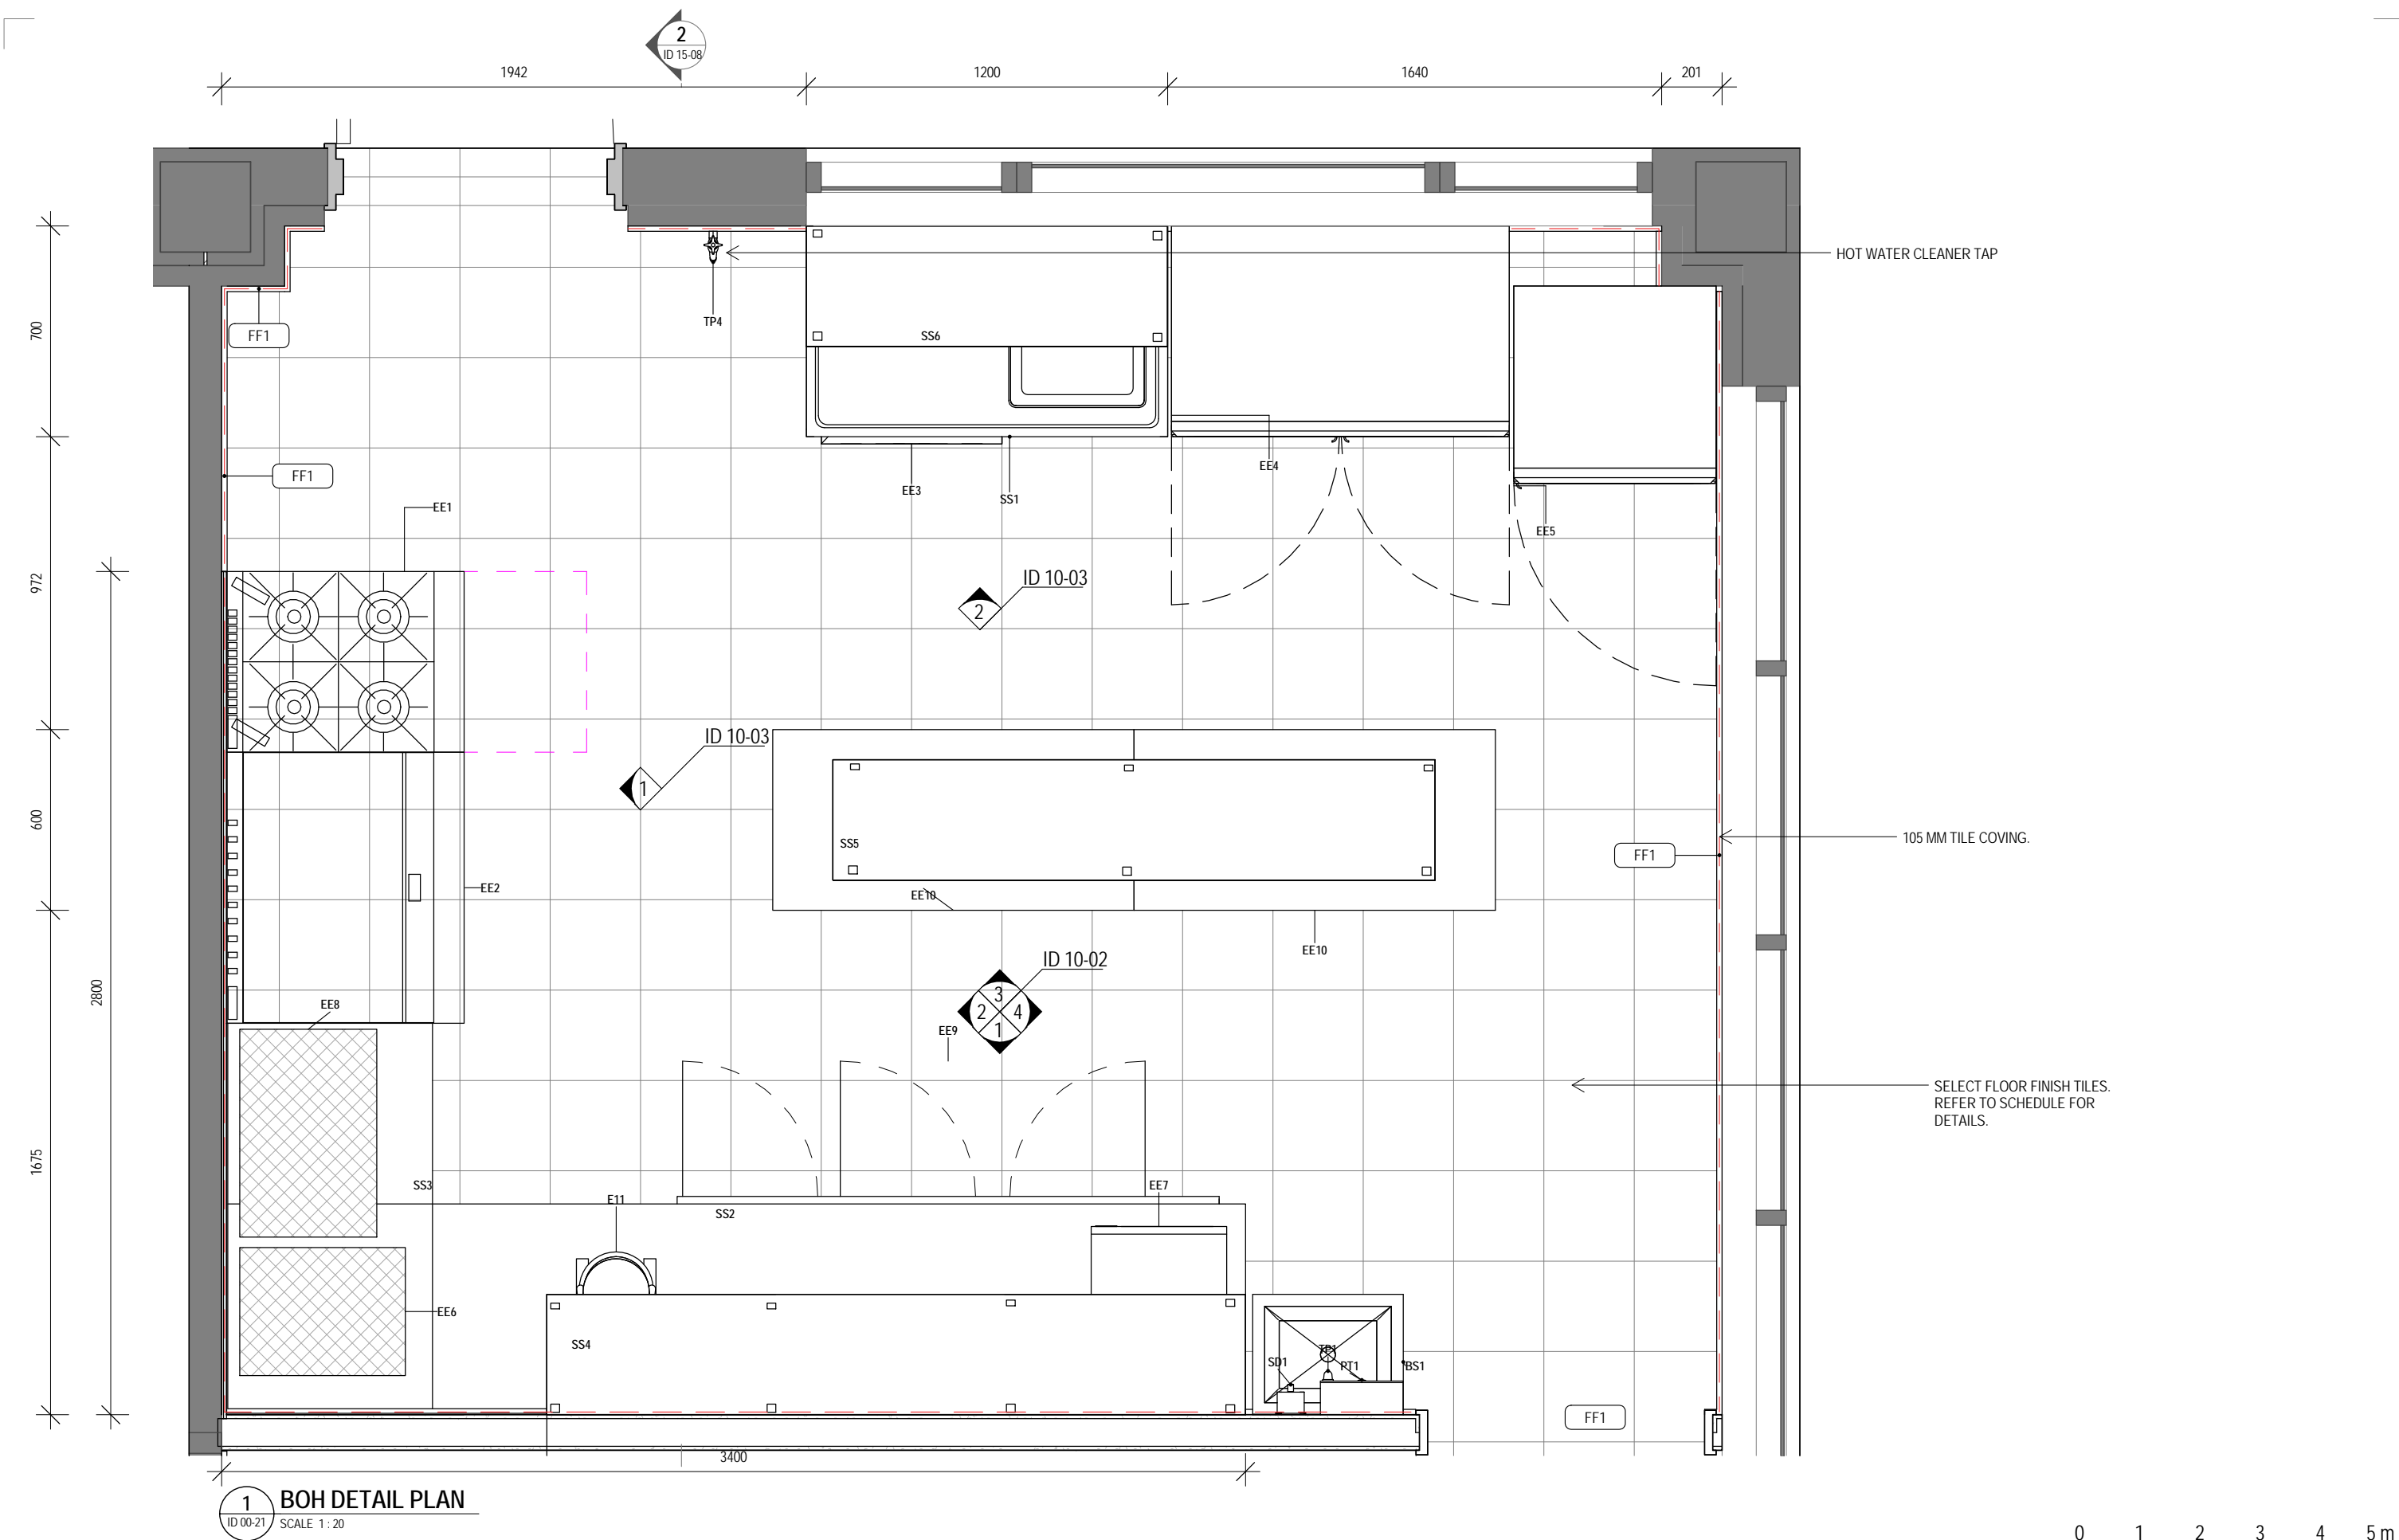 2
ID 15-08
1942
1200
1640
201
HOT WATER CLEANER TAP
TP4
FF1
SS6
700
FF1
EE4
EE3
SS1
EE1
EE5
972
ID 10-03
2
ID 10-03
1
600
SS5
105 MM TILE COVING.
FF1
EE2
EE10
EE10
ID 10-02
3
2
4
1
2800
EE8
EE9
SELECT FLOOR FINISH TILES.
REFER TO SCHEDULE FOR
DETAILS.
1675
SS3
E11
EE7
SS2
EE6
SS4
TP1
SD1
PT1
BS1
FF1
3400
1
ID 00-21
BOH DETAIL PLAN
SCALE 1 : 20
0 1 2 3 4 5 m